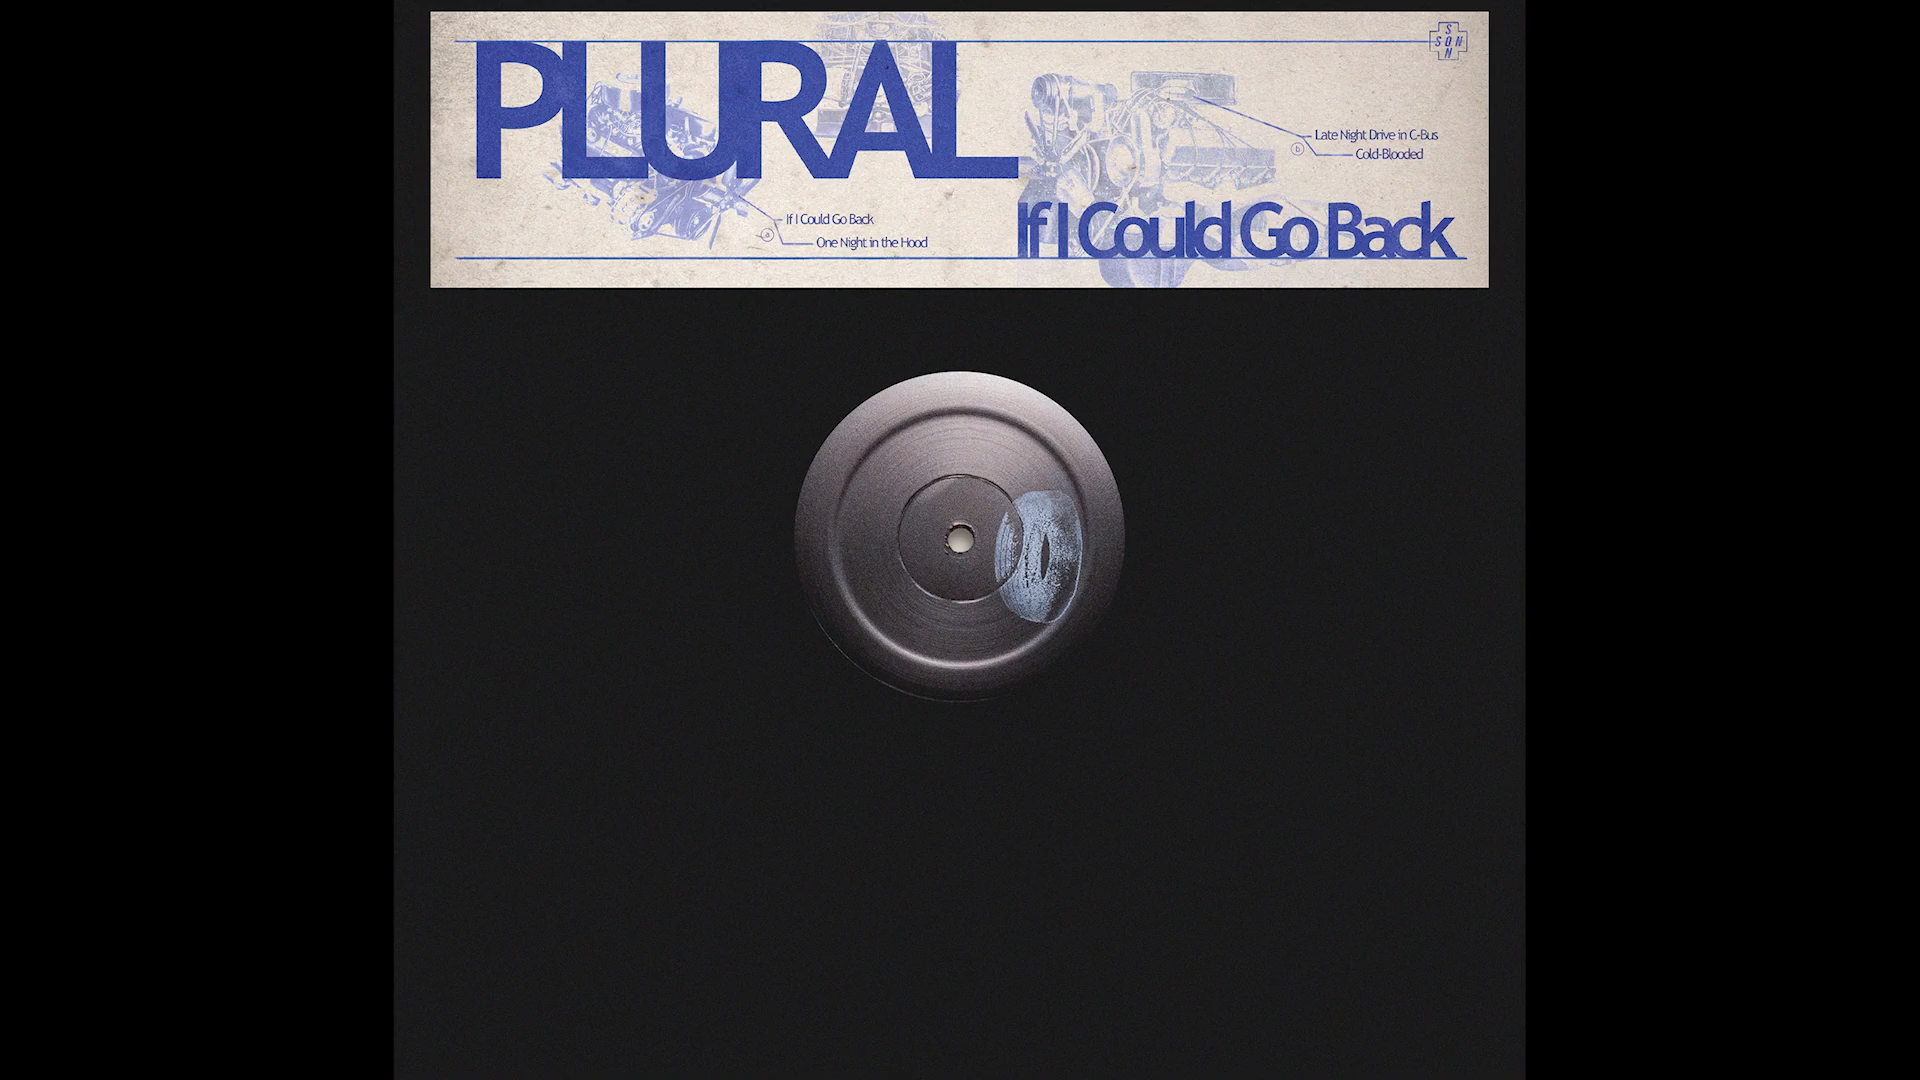 PLURAL
S
SON
N
Late Night Drive in C-Bus
b
Cold-Blooded
If I Could Go Back
a
One Night in the Hood
If I Could Go Back